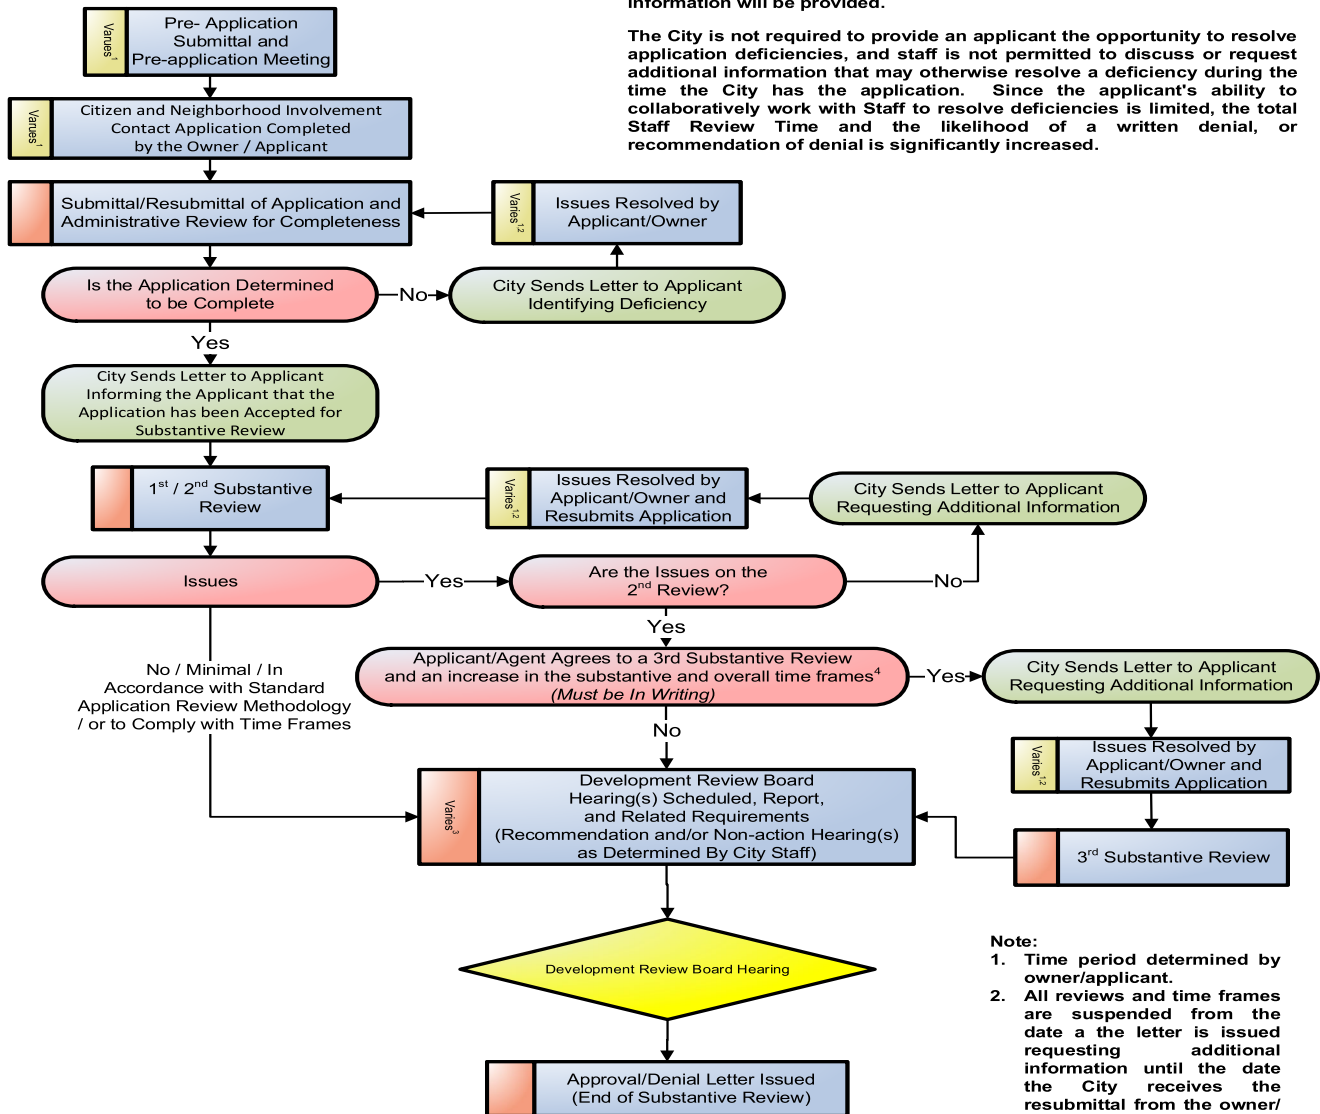 information will be provided.
The City is not required to provide an applicant the opportunity to resolve
application deficiencies, and staff is not permitted to discuss or request
additional information that may otherwise resolve a deficiency during the
time the City has the application. Since the applicant's ability to
collaboratively work with Staff to resolve deficiencies is limited, the total
Staff Review Time and the likelihood of a written denial, or
recommendation of denial is significantly increased.
Varues1
Pre- Application
Submittal and
Pre-application Meeting
Varues1
Citizen and Neighborhood Involvement
Contact Application Completed
by the Owner / Applicant
Submittal/Resubmittal of Application and
Administrative Review for Completeness
Varies1,2
Issues Resolved by
Applicant/Owner
Is the Application Determined
to be Complete
No
City Sends Letter to Applicant
Identifying Deficiency
Yes
City Sends Letter to Applicant
Informing the Applicant that the
Application has been Accepted for
Substantive Review
1st / 2nd Substantive
Review
Varies1,2
Issues Resolved by
Applicant/Owner and
Resubmits Application
City Sends Letter to Applicant
Requesting Additional Information
Issues
Yes
Are the Issues on the
2nd Review?
No
Yes
No / Minimal / In
Accordance with Standard
Application Review Methodology
/ or to Comply with Time Frames
Applicant/Agent Agrees to a 3rd Substantive Review
and an increase in the substantive and overall time frames4
(Must be In Writing)
Yes
City Sends Letter to Applicant
Requesting Additional Information
No
Varies1,2
Issues Resolved by
Applicant/Owner and
Resubmits Application
Varies3
Development Review Board
Hearing(s) Scheduled, Report,
and Related Requirements
(Recommendation and/or Non-action Hearing(s)
as Determined By City Staff)
3rd Substantive Review
Development Review Board Hearing
Approval/Denial Letter Issued
(End of Substantive Review)
Note:
1. Time period determined by
owner/applicant.
2. All reviews and time frames
are suspended from the
date a the letter is issued
requesting additional
information until the date
the City receives the
resubmittal from the owner/